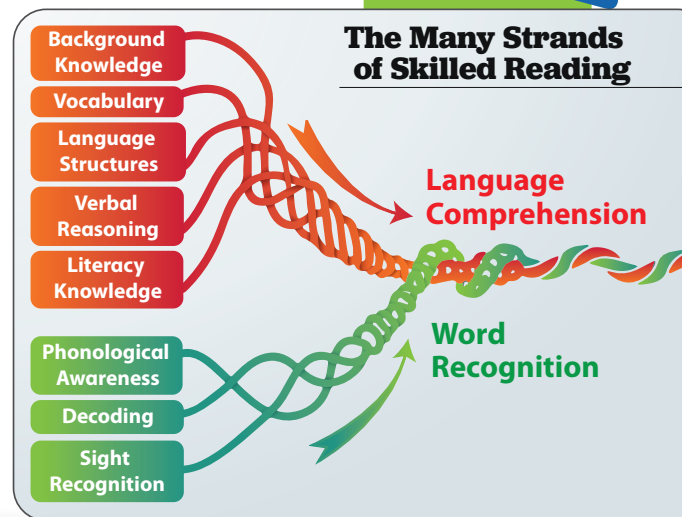 The Many Strands
of Skilled Reading
Background
Knowledge
Vocabulary
Language
Structures
Verbal
Reasoning
Literacy
Knowledge
Language
Comprehension
Phonological
Awareness
Decoding
Sight
Recognition
Word
Recognition